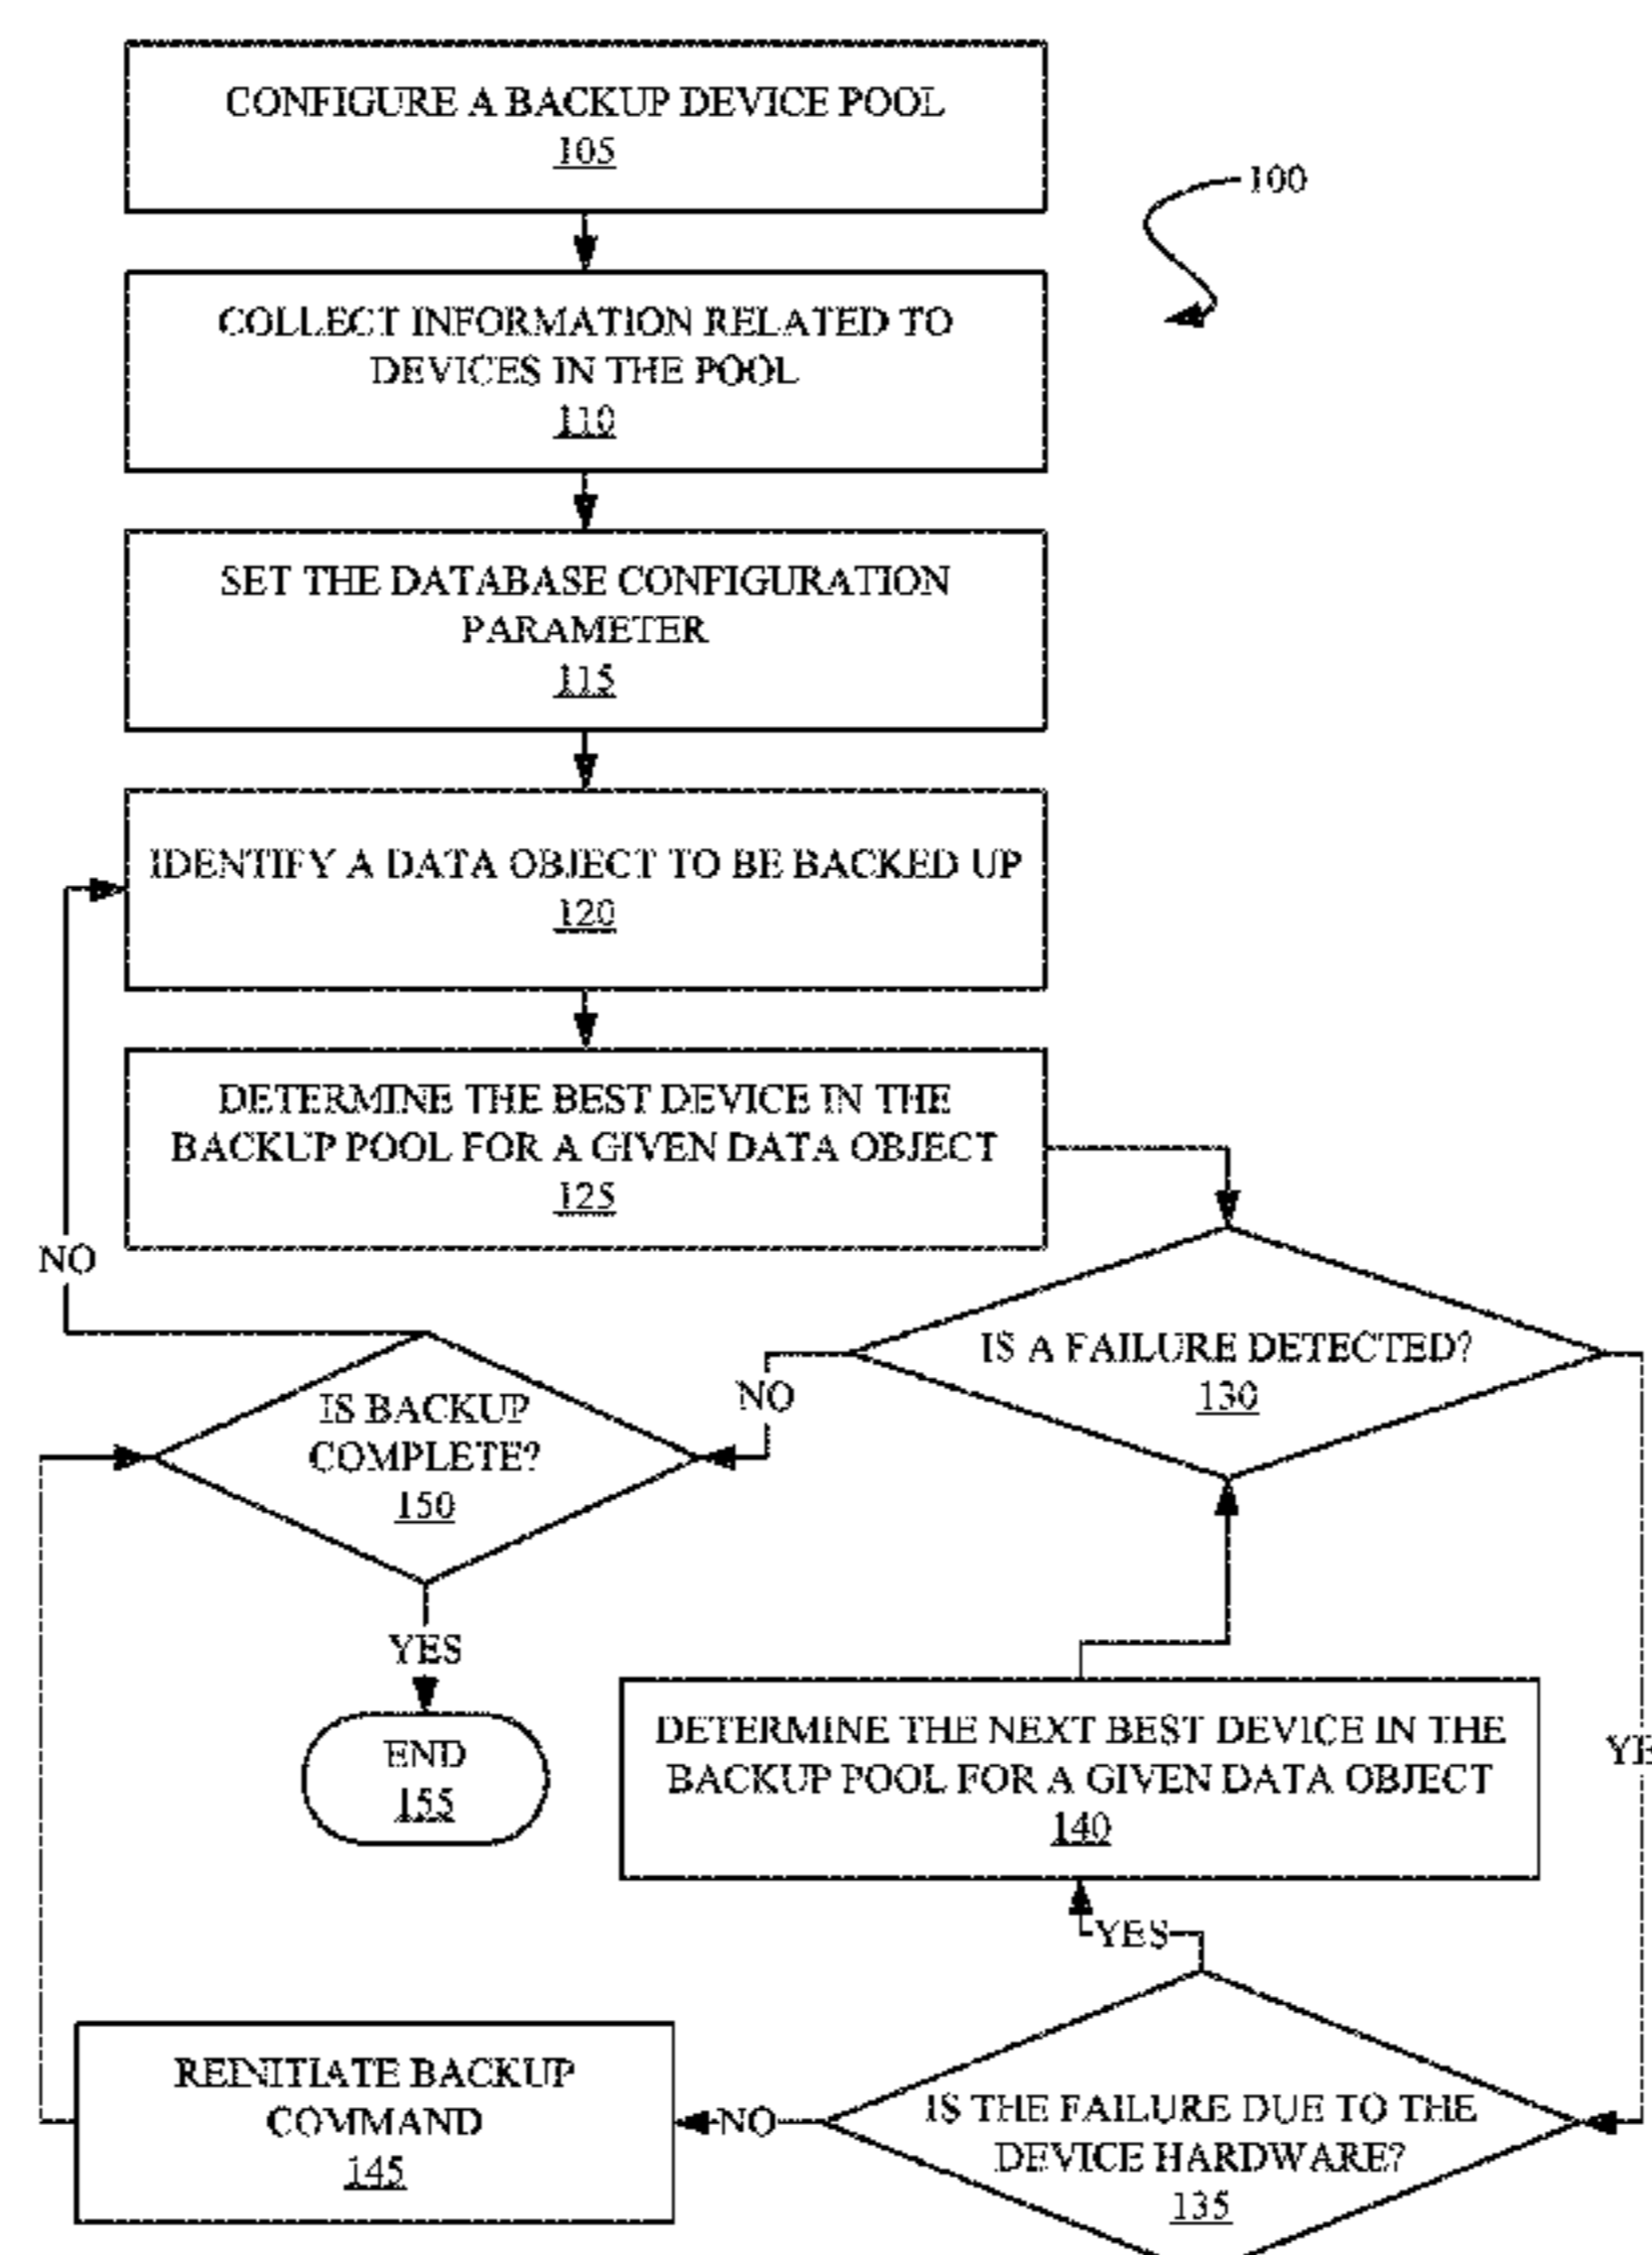 CONFIGURE A BACKUP DEVICE POOL
105
100
COLLECT INFORMATION RELATED TO
DEVICES IN THE POOL
110
SET THE DATABASE CONFIGURATION
PARAMETER
115
IDENTIFY A DATA OBJECT TO BE BACKED UP
120
DETERMINE THE BEST DEVICE IN THE
BACKUP POOL FOR A GIVEN DATA OBJECT
125
NO
IS A FAILURE DETECTED?
130
NO
IS BACKUP
COMPLETE?
150
YES
END
155
DETERMINE THE NEXT BEST DEVICE IN THE
BACKUP POOL FOR A GIVEN DATA OBJECT
140
YES
REINITIATE BACKUP
COMMAND
145
NO
IS THE FAILURE DUE TO THE
DEVICE HARDWARE?
135